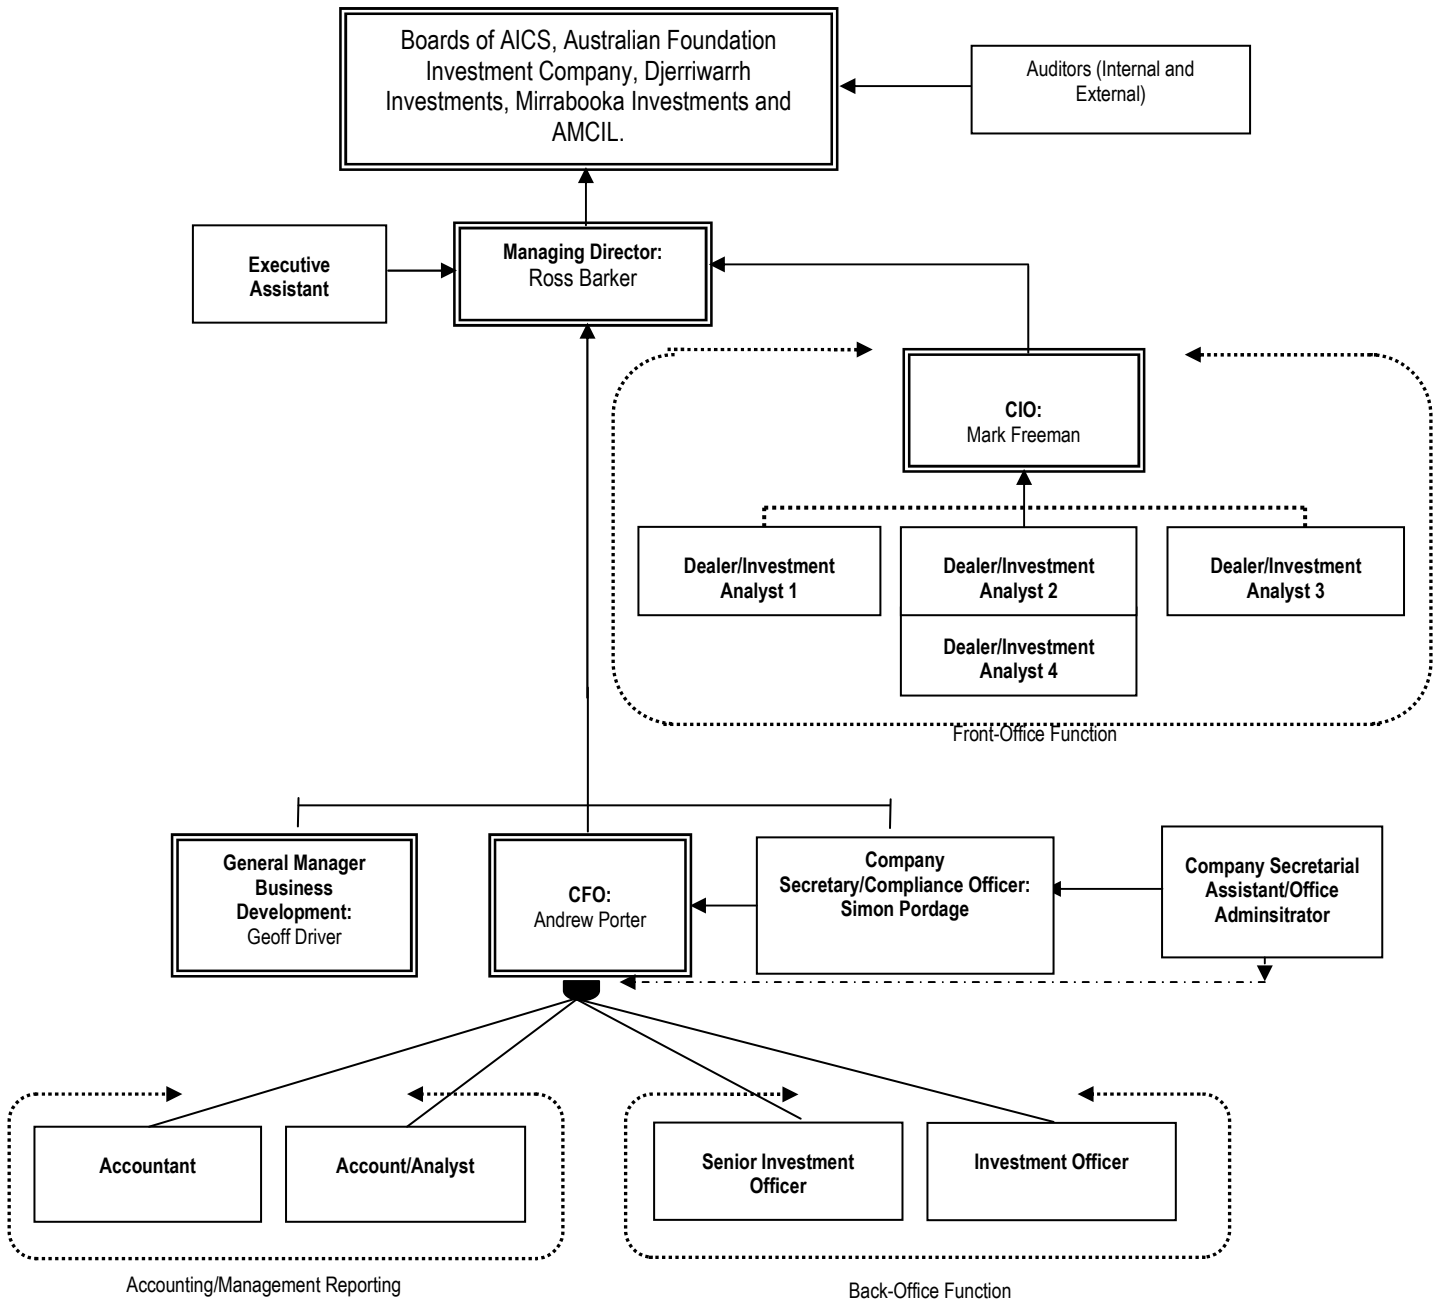 Boards of AICS, Australian Foundation
Investment Company, Djerriwarrh
Investments, Mirrabooka Investments and
AMCIL.
Auditors (Internal and
External)
Executive
Assistant
Managing Director:
Ross Barker
CIO:
Mark Freeman
Dealer/Investment
Analyst 1
Dealer/Investment
Analyst 2
Dealer/Investment
Analyst 3
Dealer/Investment
Analyst 4
Front-Office Function
General Manager
Business
Development:
Geoff Driver
CFO:
Andrew Porter
Company
Secretary/Compliance Officer:
Simon Pordage
Company Secretarial
Assistant/Office
Adminsitrator
Accountant
Account/Analyst
Senior Investment
Officer
Investment Officer
Accounting/Management Reporting
Back-Office Function